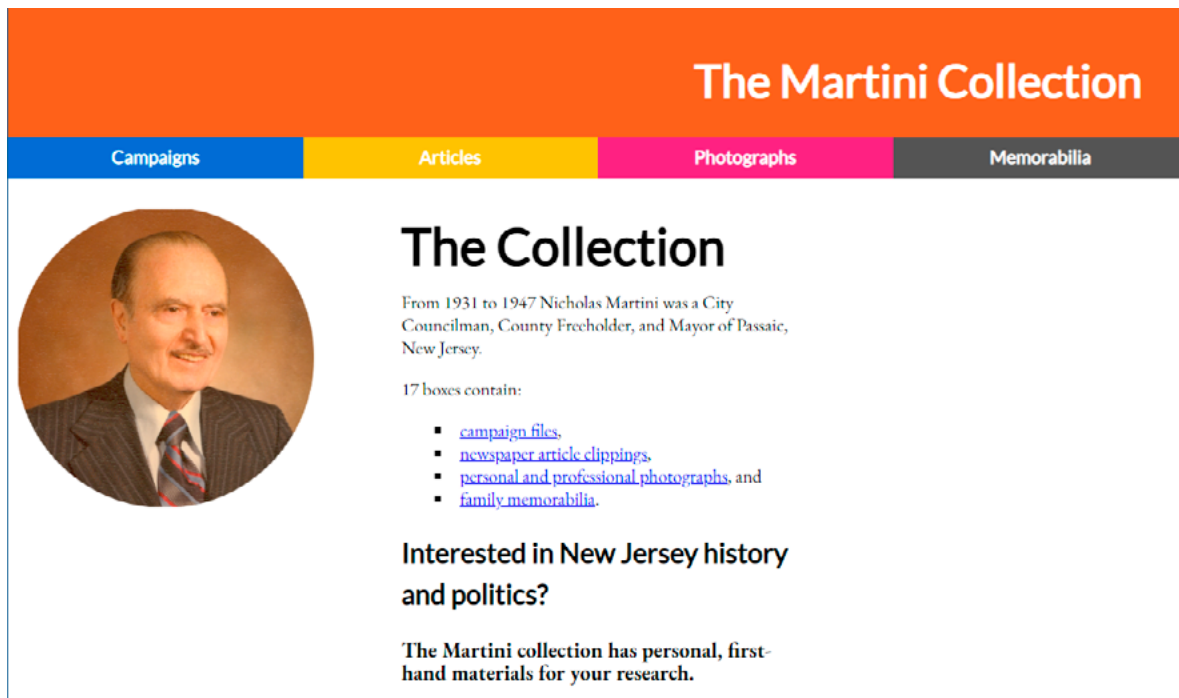 The Martini Collection
Campaigns
Articles
Photographs
Memorabilia
The Collection
From 1931 to 1947 Nicholas Martini was a City
Councilman, County Freeholder, and Mayor of Passaic,
New Jersey.
17 boxes contain:
campaign files,
newspaper article clippings,
personal and professional photographs, and
family memorabilia.
Interested in New Jersey history
and politics?
The Martini collection has personal, first-
hand materials for your research.